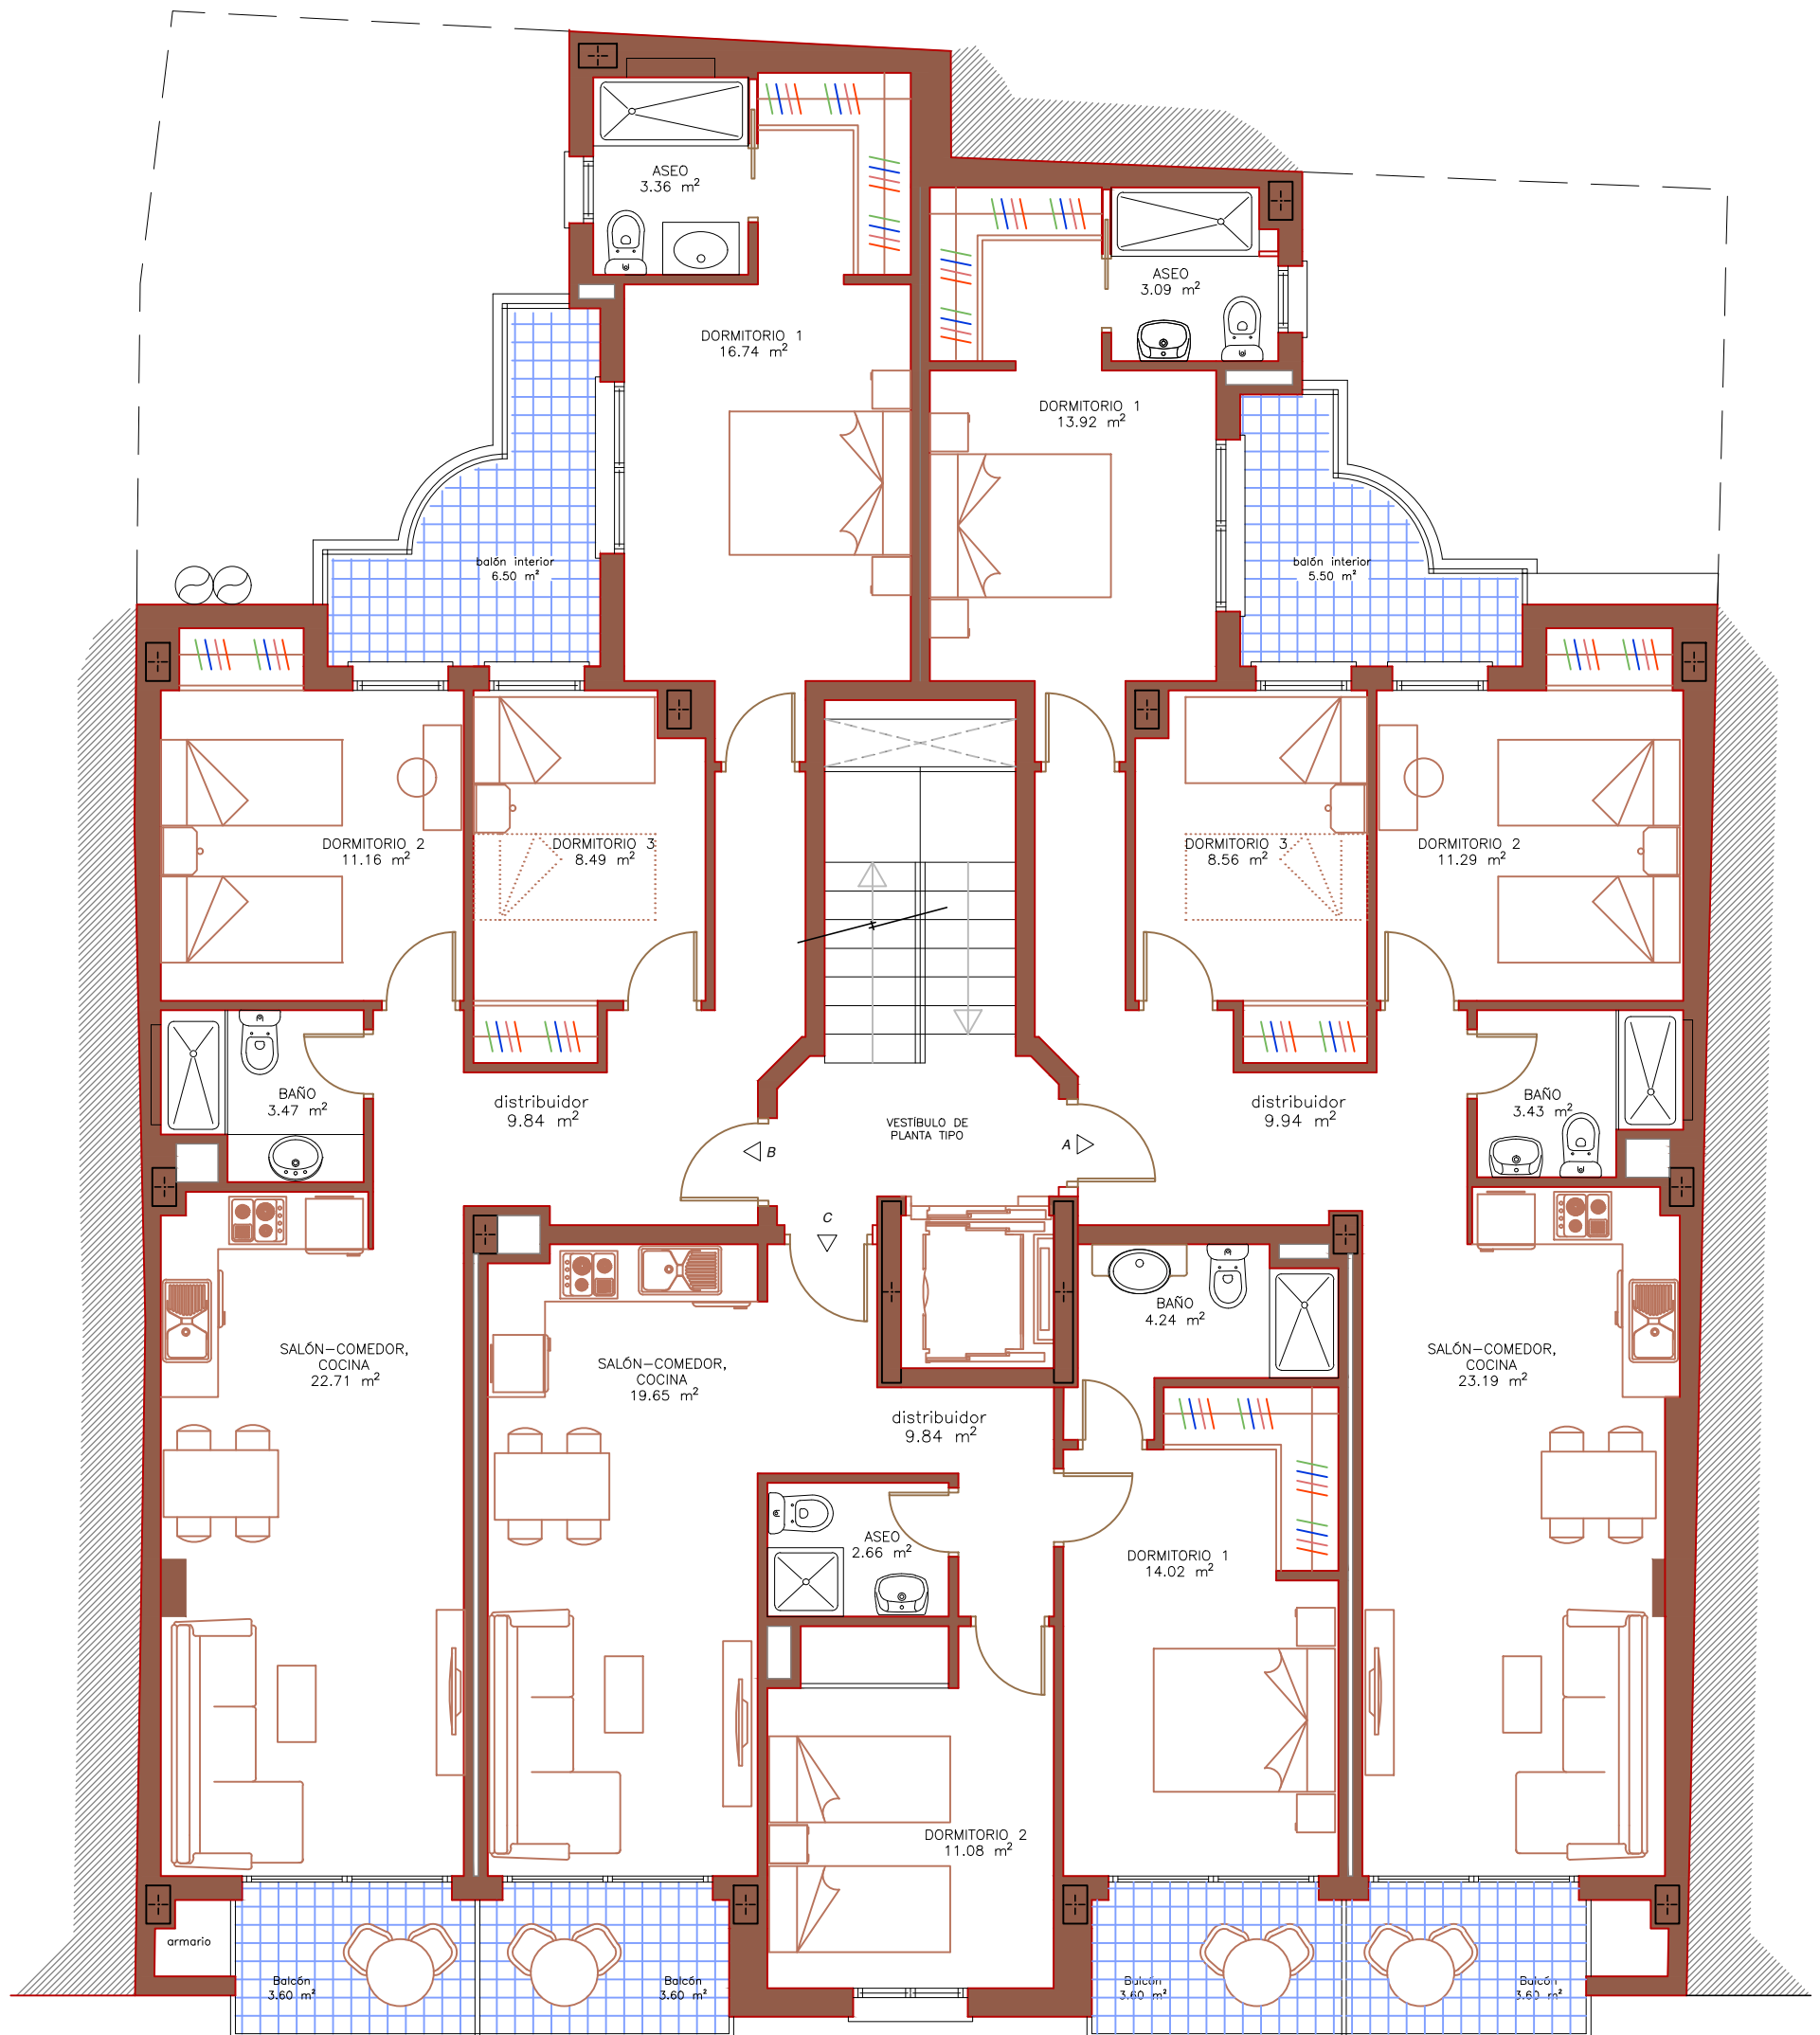 ASEO
3.36 m²
ASEO
3.09 m²
DORMITORIO 1
16.74 m²
DORMITORIO 1
13.92 m²
balón interior
6.50 m²
balón interior
5.50 m²
DORMITORIO 2
11.16 m²
DORMITORIO 3
8.49 m²
DORMITORIO 3
8.56 m²
DORMITORIO 2
11.29 m²
BAÑO
3.47 m²
distribuidor
9.84 m²
VESTÍBULO DE
PLANTA TIPO
distribuidor
9.94 m²
BAÑO
3.43 m²
B
A
C
SALÓN-COMEDOR,
COCINA
22.71 m²
SALÓN-COMEDOR,
COCINA
19.65 m²
BAÑO
4.24 m²
SALÓN-COMEDOR,
COCINA
23.19 m²
distribuidor
9.84 m²
ASEO
2.66 m²
DORMITORIO 1
14.02 m²
DORMITORIO 2
11.08 m²
armario
Balcón
3.60 m²
Balcón
3.60 m²
Balcón
3.60 m²
Balcón
3.60 m²